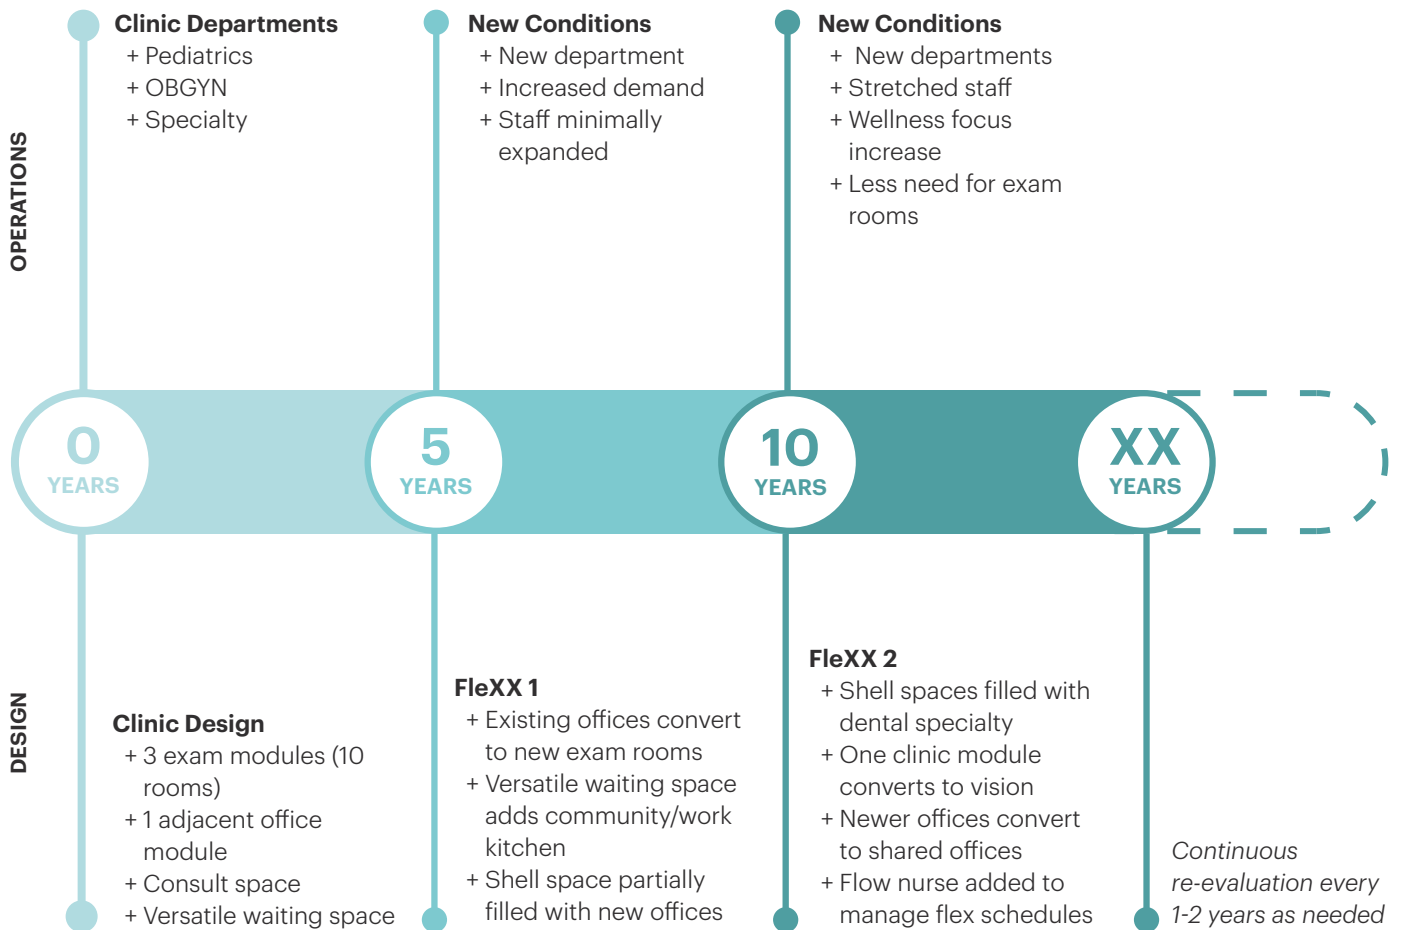 OPERATIONS
Clinic Departments
+ Pediatrics
+ OBGYN
+ Specialty
New Conditions
+ New department
+ Increased demand
+ Staff minimally
expanded
New Conditions
+ New departments
+ Stretched staff
+ Wellness focus
increase
+ Less need for exam
rooms
0
YEARS
5
YEARS
10
YEARS
XX
YEARS
DESIGN
Clinic Design
+ 3 exam modules (10
rooms)
+ 1 adjacent office
module
+ Consult space
+ Versatile waiting space
FleXX 1
+ Existing offices convert
to new exam rooms
+ Versatile waiting space
adds community/work
kitchen
+ Shell space partially
filled with new offices
FleXX 2
+ Shell spaces filled with
dental specialty
+ One clinic module
converts to vision
+ Newer offices convert
to shared offices
+ Flow nurse added to
manage flex schedules
Continuous
re-evaluation every
1-2 years as needed